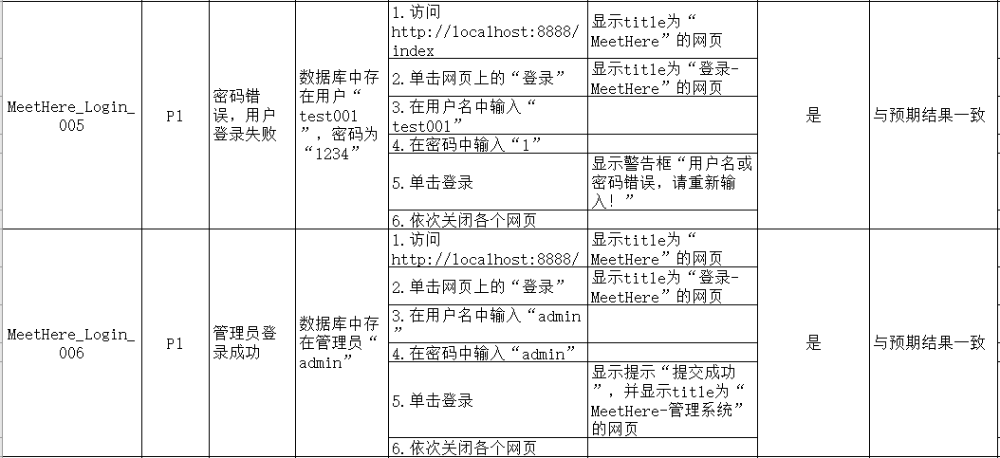 MeetHere_Login_
005
P1
密码错
误，用户
登录失败
数据库中存
在用户“
test001
”，密码为
“1234”
1.访问
http://localhost:8888/
index
显示title为“
MeetHere”的网页
2.单击网页上的“登录”
显示title为“登录-
MeetHere”的网页
3.在用户名中输入“
test001”
4.在密码中输入“1”
5.单击登录
显示警告框“用户名或
密码错误，请重新输
入！”
6.依次关闭各个网页
是
与预期结果一致
MeetHere_Login_
006
P1
管理员登
录成功
数据库中存
在管理员“
admin”
1.访问
http://localhost:8888/
显示title为“
MeetHere”的网页
2.单击网页上的“登录”
显示title为“登录-
MeetHere”的网页
3.在用户名中输入“admin
”
4.在密码中输入“admin”
5.单击登录
显示提示“提交成功
”，并显示title为“
MeetHere-管理系统”
的网页
6.依次关闭各个网页
是
与预期结果一致